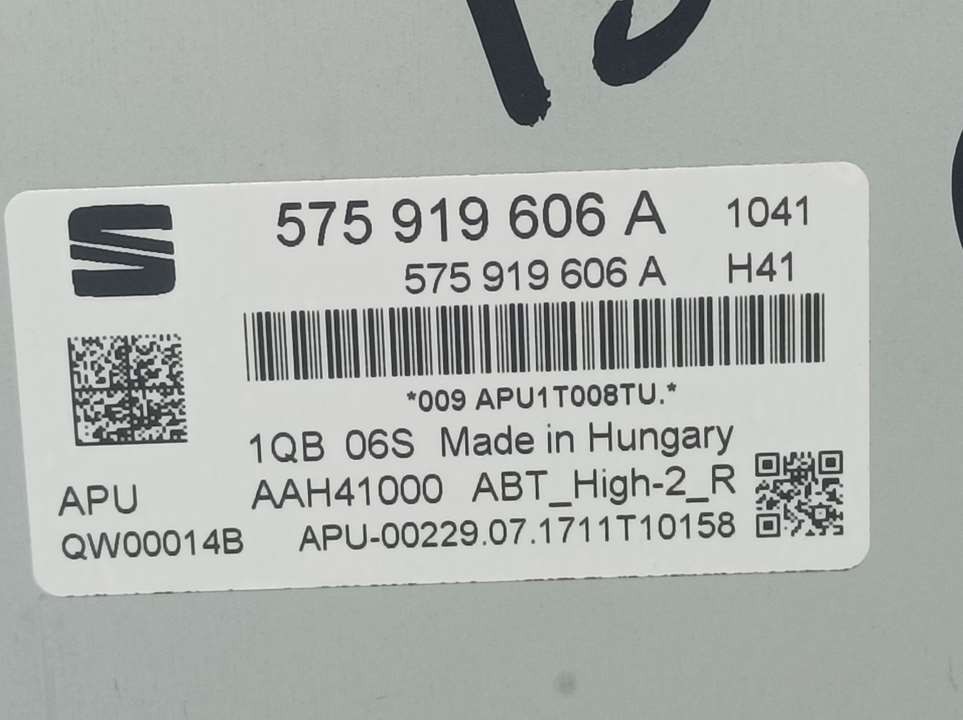 575 919 606 A 1041
575 919 606 A H41
*009 APU1T008TU.*
1QB 06S Made in Hungary
APU AAH41000 ABT_High-2_R
QW00014B APU-00229.07.1711T10158